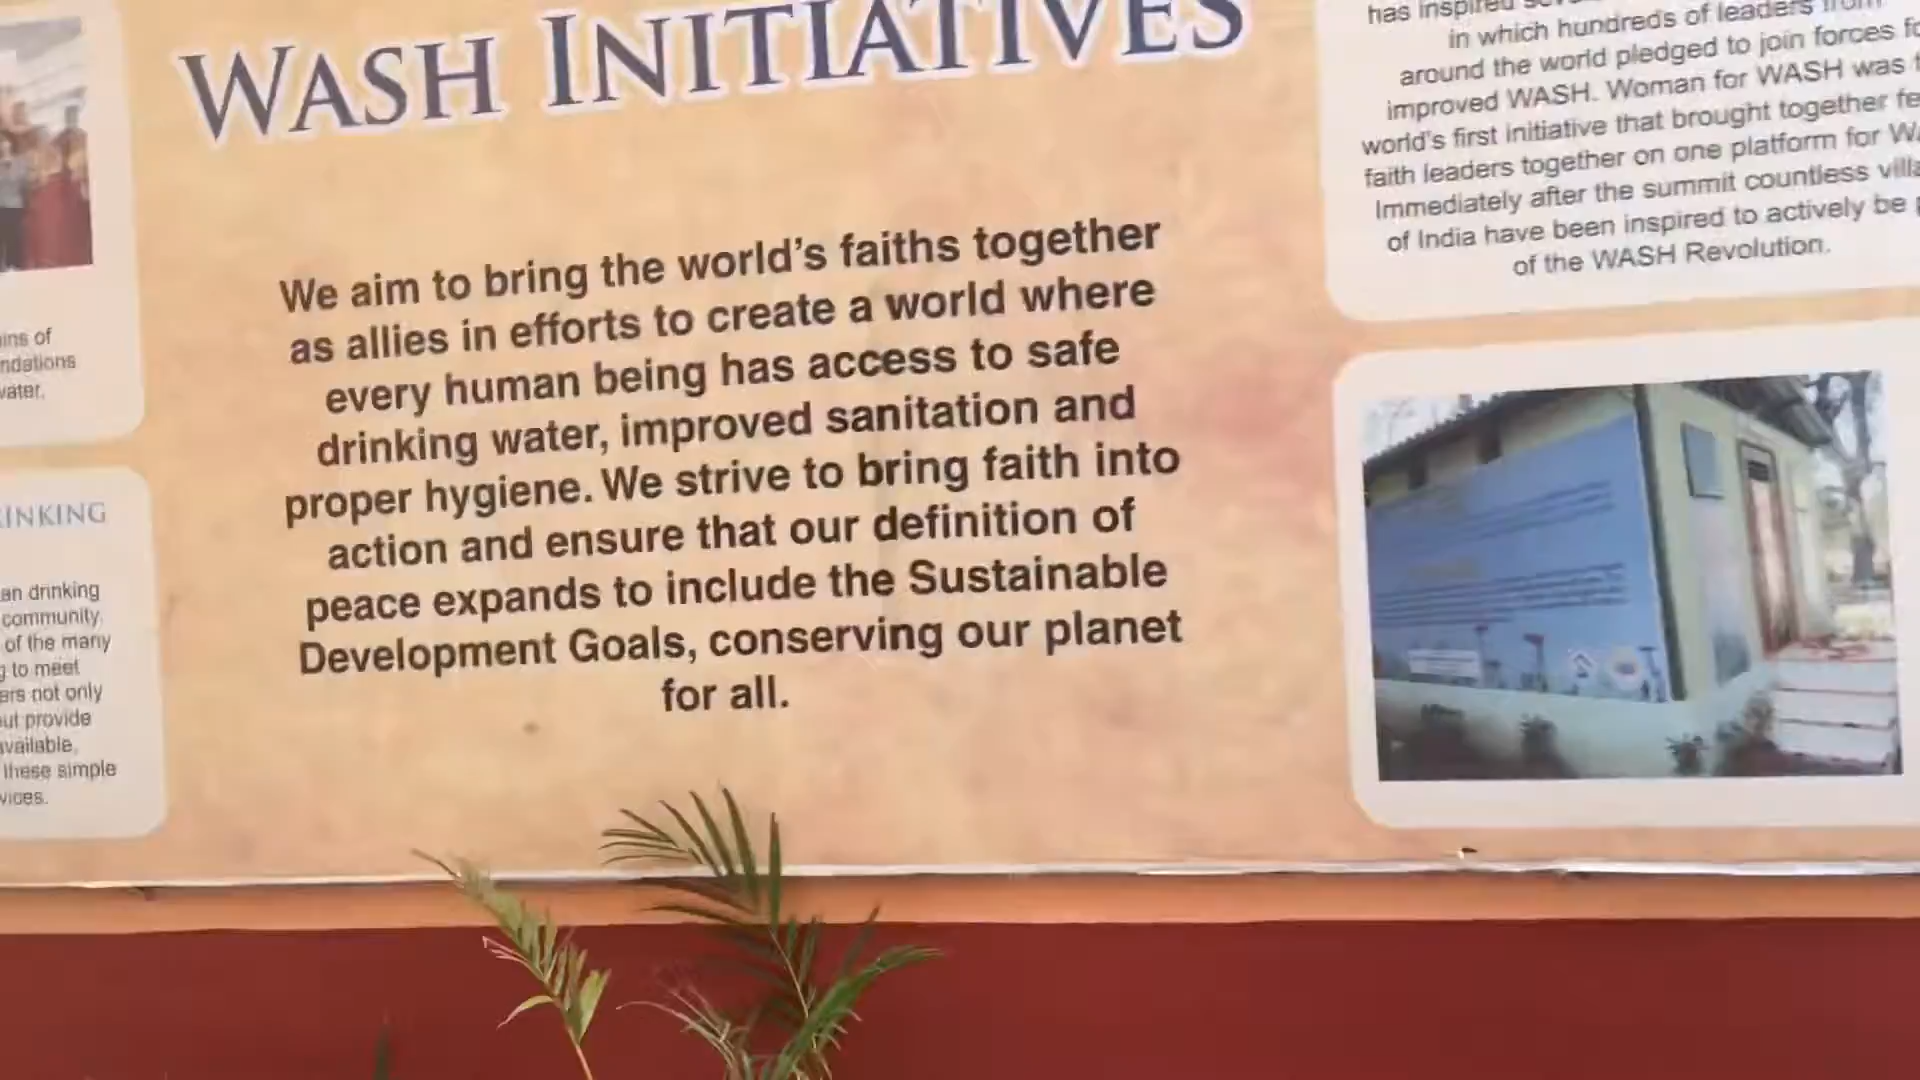 WASH INITIATIVES
We aim to bring the world's faiths together
as allies in efforts to create a world where
every human being has access to safe
drinking water, improved sanitation and
proper hygiene. We strive to bring faith into
action and ensure that our definition of
peace expands to include the Sustainable
Development Goals, conserving our planet
for all.
of
water.
drinking
community.
of the many
to meet
not only
provide
available,
these simple
has inspired
in which hundreds of leaders from
around the world pledged to join forces
improved WASH. Woman for WASH was
world's first initiative that brought together
faith leaders together on one platform for
Immediately after the summit countless
of India have been inspired to actively be
of the WASH Revolution.